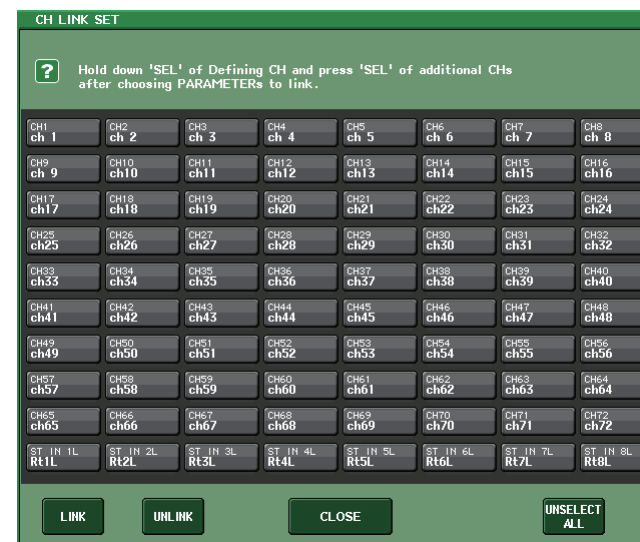 CH LINK SET
? Hold down 'SEL' of Defining CH and press 'SEL' of additional CHs
after choosing PARAMETERs to link.
CH1 CH2 CH3 CH4 CH5 CH6 CH7 CH8
ch 1 ch 2 ch 3 ch 4 ch 5 ch 6 ch 7 ch 8
CH9 CH10 CH11 CH12 CH13 CH14 CH15 CH16
ch 9 ch10 ch11 ch12 ch13 ch14 ch15 ch16
CH17 CH18 CH19 CH20 CH21 CH22 CH23 CH24
ch17 ch18 ch19 ch20 ch21 ch22 ch23 ch24
CH25 CH26 CH27 CH28 CH29 CH30 CH31 CH32
ch25 ch26 ch27 ch28 ch29 ch30 ch31 ch32
CH33 CH34 CH35 CH36 CH37 CH38 CH39 CH40
ch33 ch34 ch35 ch36 ch37 ch38 ch39 ch40
CH41 CH42 CH43 CH44 CH45 CH46 CH47 CH48
ch41 ch42 ch43 ch44 ch45 ch46 ch47 ch48
CH49 CH50 CH51 CH52 CH53 CH54 CH55 CH56
ch49 ch50 ch51 ch52 ch53 ch54 ch55 ch56
CH57 CH58 CH59 CH60 CH61 CH62 CH63 CH64
ch57 ch58 ch59 ch60 ch61 ch62 ch63 ch64
CH65 CH66 CH67 CH68 CH69 CH70 CH71 CH72
ch65 ch66 ch67 ch68 ch69 ch70 ch71 ch72
ST IN 1L ST IN 2L ST IN 3L ST IN 4L ST IN 5L ST IN 6L ST IN 7L ST IN 8L
Rt1L Rt2L Rt3L Rt4L Rt5L Rt6L Rt7L Rt8L
LINK UNLINK CLOSE UNSELECT
ALL